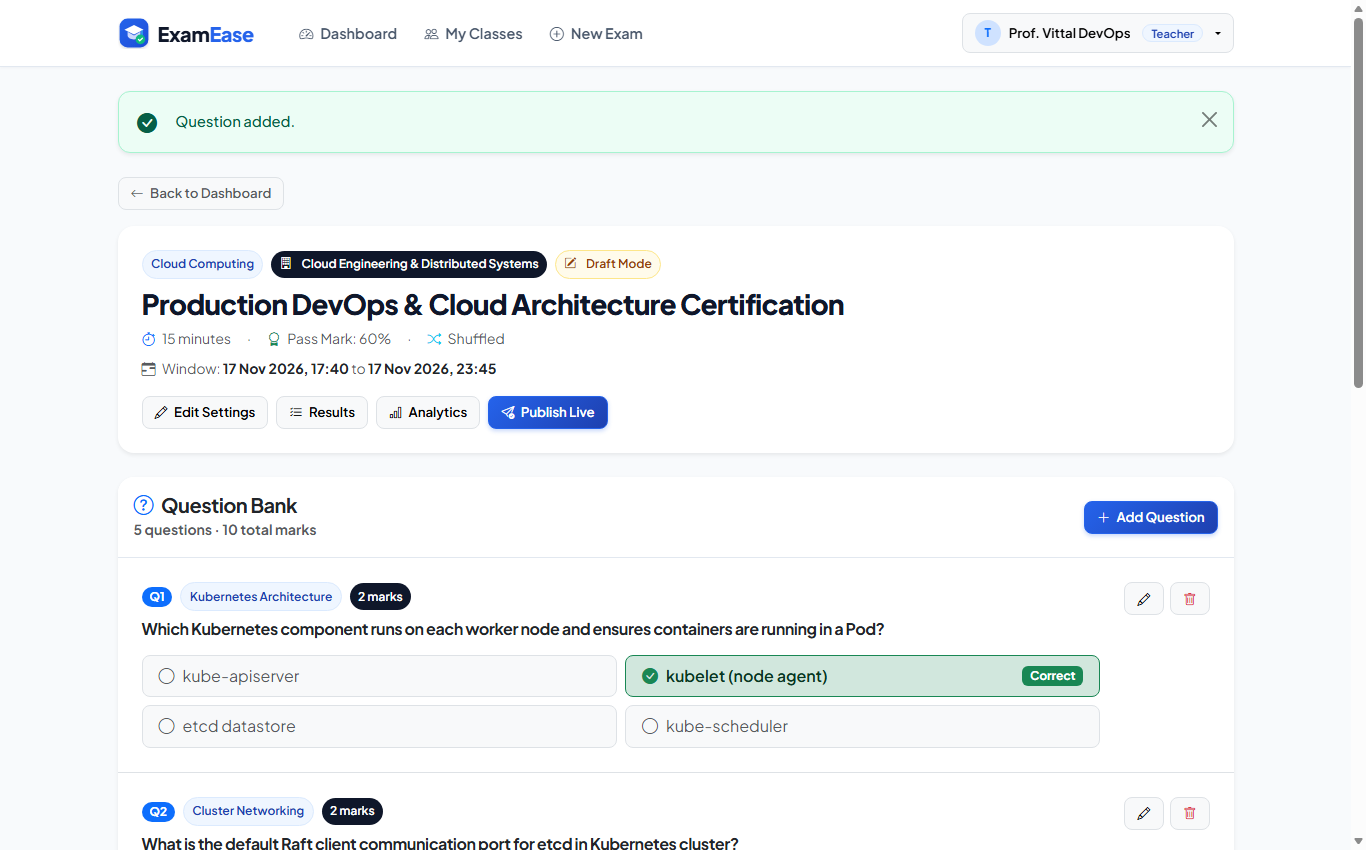 ExamEase Dashboard My Classes New Exam T Prof. Vittal DevOps Teacher
Question added.
← Back to Dashboard
Cloud Computing Cloud Engineering & Distributed Systems Draft Mode
Production DevOps & Cloud Architecture Certification
15 minutes · Pass Mark: 60% · Shuffled
Window: 17 Nov 2026, 17:40 to 17 Nov 2026, 23:45
Edit Settings Results Analytics Publish Live
? Question Bank
5 questions · 10 total marks
+ Add Question
Q1 Kubernetes Architecture 2 marks
Which Kubernetes component runs on each worker node and ensures containers are running in a Pod?
kube-apiserver
kubelet (node agent) Correct
etcd datastore
kube-scheduler
Q2 Cluster Networking 2 marks
What is the default Raft client communication port for etcd in Kubernetes cluster?